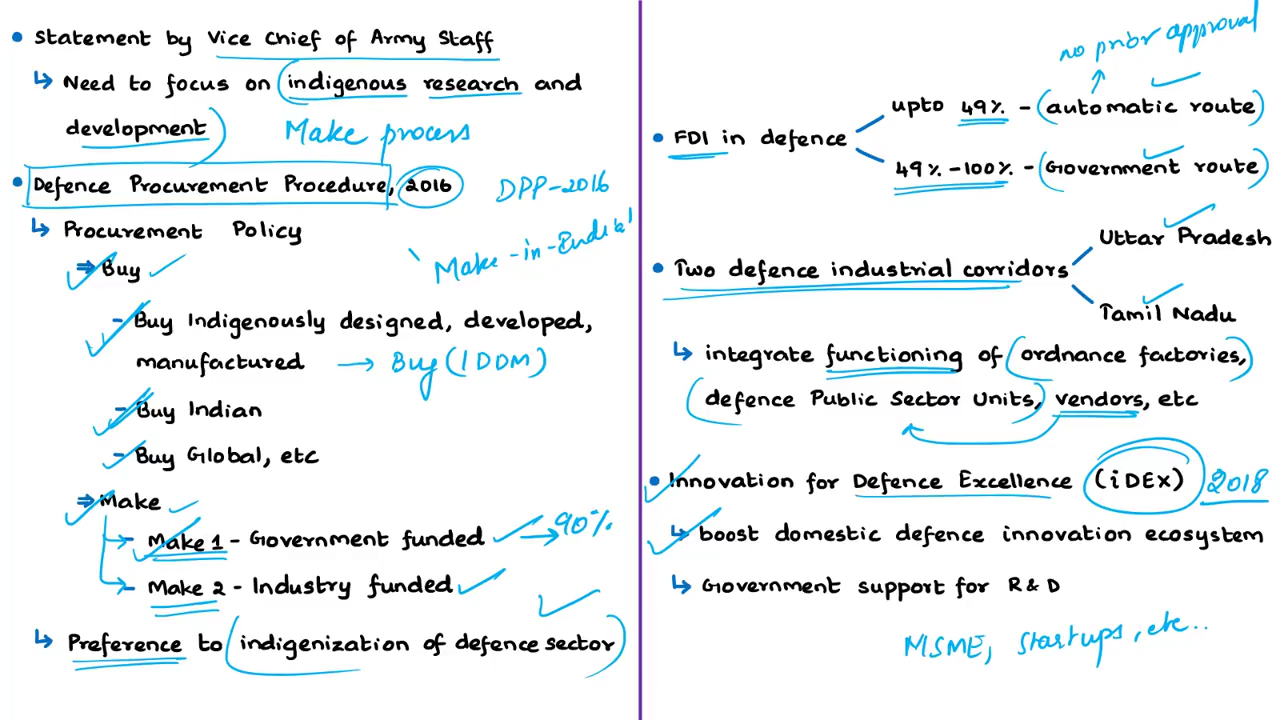 • Statement by Vice Chief of Army Staff
↳ Need to focus on indigenous research and
development
Make process
• Defence Procurement Procedure, 2016
DPP-2016
↳ Procurement Policy
"Make-in-India"
⇒ Buy
- Buy Indigenously designed, developed,
manufactured → Buy (IDDM)
- Buy Indian
- Buy Global, etc
⇒ Make
- Make 1 - Government funded → 90%
- Make 2 - Industry funded
↳ Preference to (indigenization of defence sector)
no prior approval
upto 49% - (automatic route)
• FDI in defence
49% - 100% - (Government route)
Uttar Pradesh
• Two defence industrial corridors
Tamil Nadu
↳ integrate functioning of (ordnance factories,)
(defence Public Sector Units,) vendors, etc
• Innovation for Defence Excellence (iDEX) 2018
↳ boost domestic defence innovation ecosystem
↳ Government support for R & D
MSME, Startups, etc..